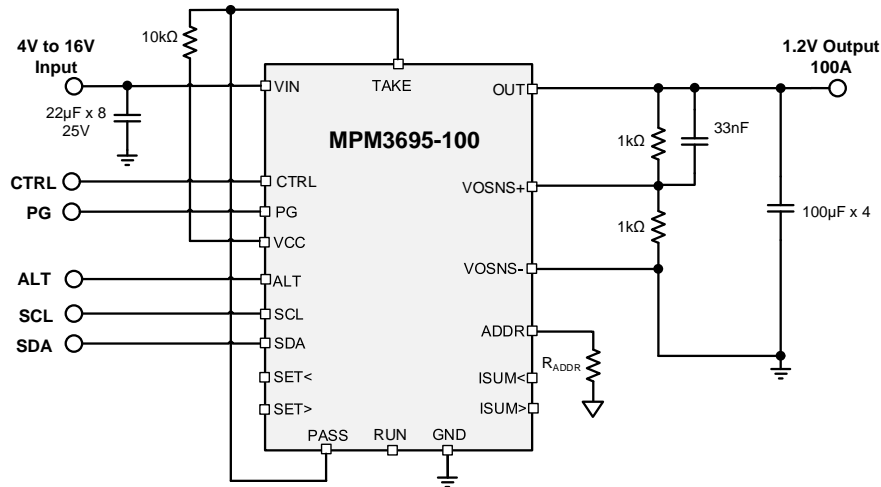 10kΩ
4V to 16V
Input
1.2V Output
100A
VIN
TAKE
OUT
22µF x 8
25V
MPM3695-100
1kΩ
33nF
CTRL
CTRL
VOSNS+
PG
PG
1kΩ
100µF x 4
VCC
VOSNS-
ALT
ALT
SCL
SCL
ADDR
SDA
SDA
RADDR
SET<
ISUM<
SET>
ISUM>
PASS
RUN
GND